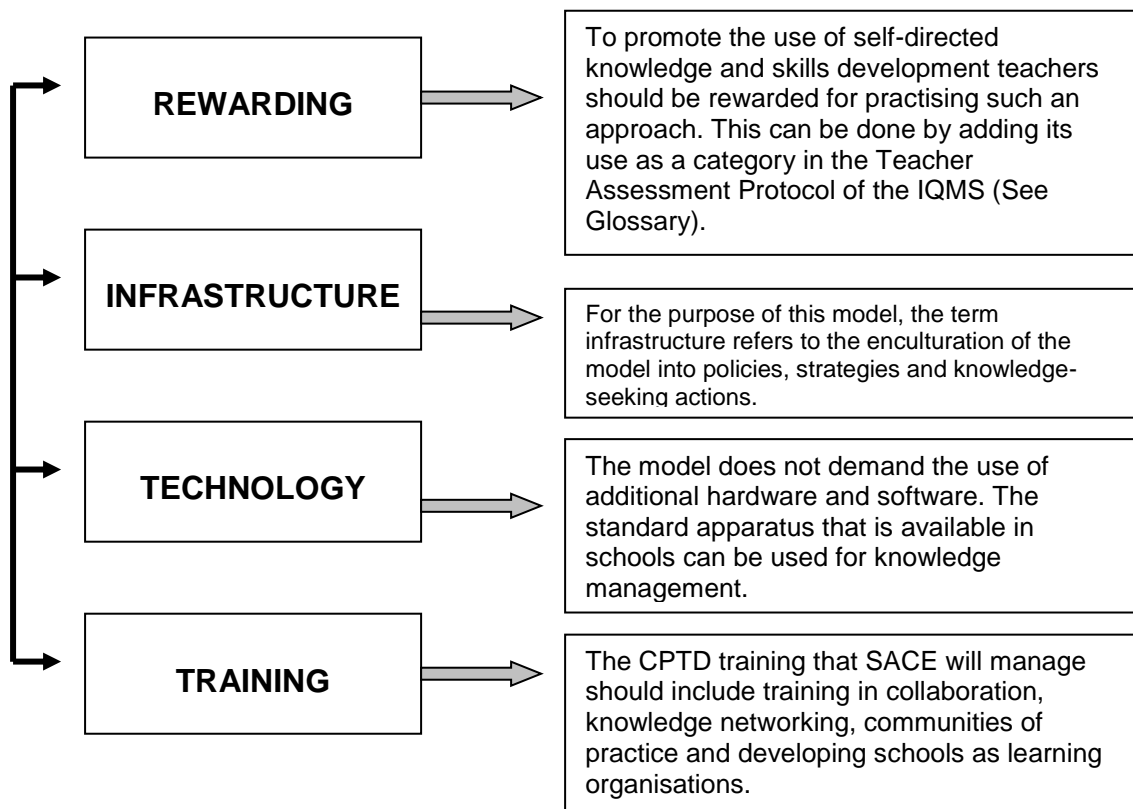 REWARDING
To promote the use of self-directed
knowledge and skills development teachers
should be rewarded for practising such an
approach. This can be done by adding its
use as a category in the Teacher
Assessment Protocol of the IQMS (See
Glossary).
INFRASTRUCTURE
For the purpose of this model, the term
infrastructure refers to the enculturation of the
model into policies, strategies and knowledge-
seeking actions.
TECHNOLOGY
The model does not demand the use of
additional hardware and software. The
standard apparatus that is available in
schools can be used for knowledge
management.
TRAINING
The CPTD training that SACE will manage
should include training in collaboration,
knowledge networking, communities of
practice and developing schools as learning
organisations.